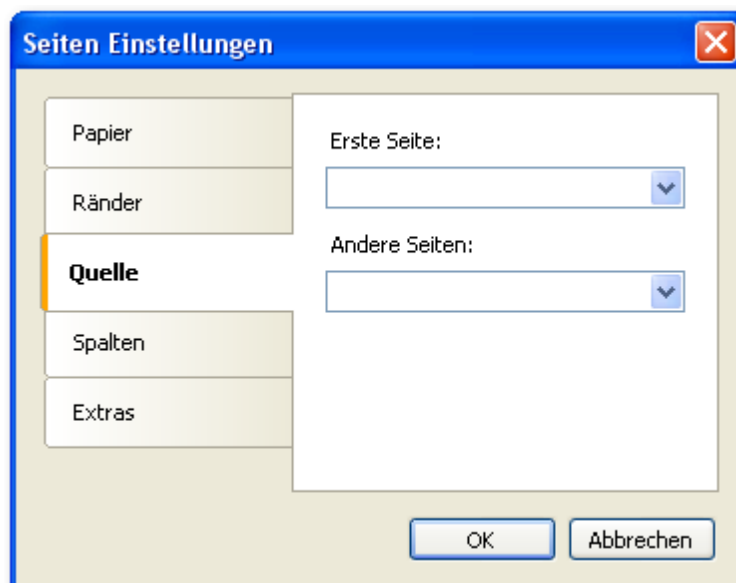 Seiten Einstellungen
Papier
Ränder
Quelle
Spalten
Extras
Erste Seite:
Andere Seiten:
OK
Abbrechen